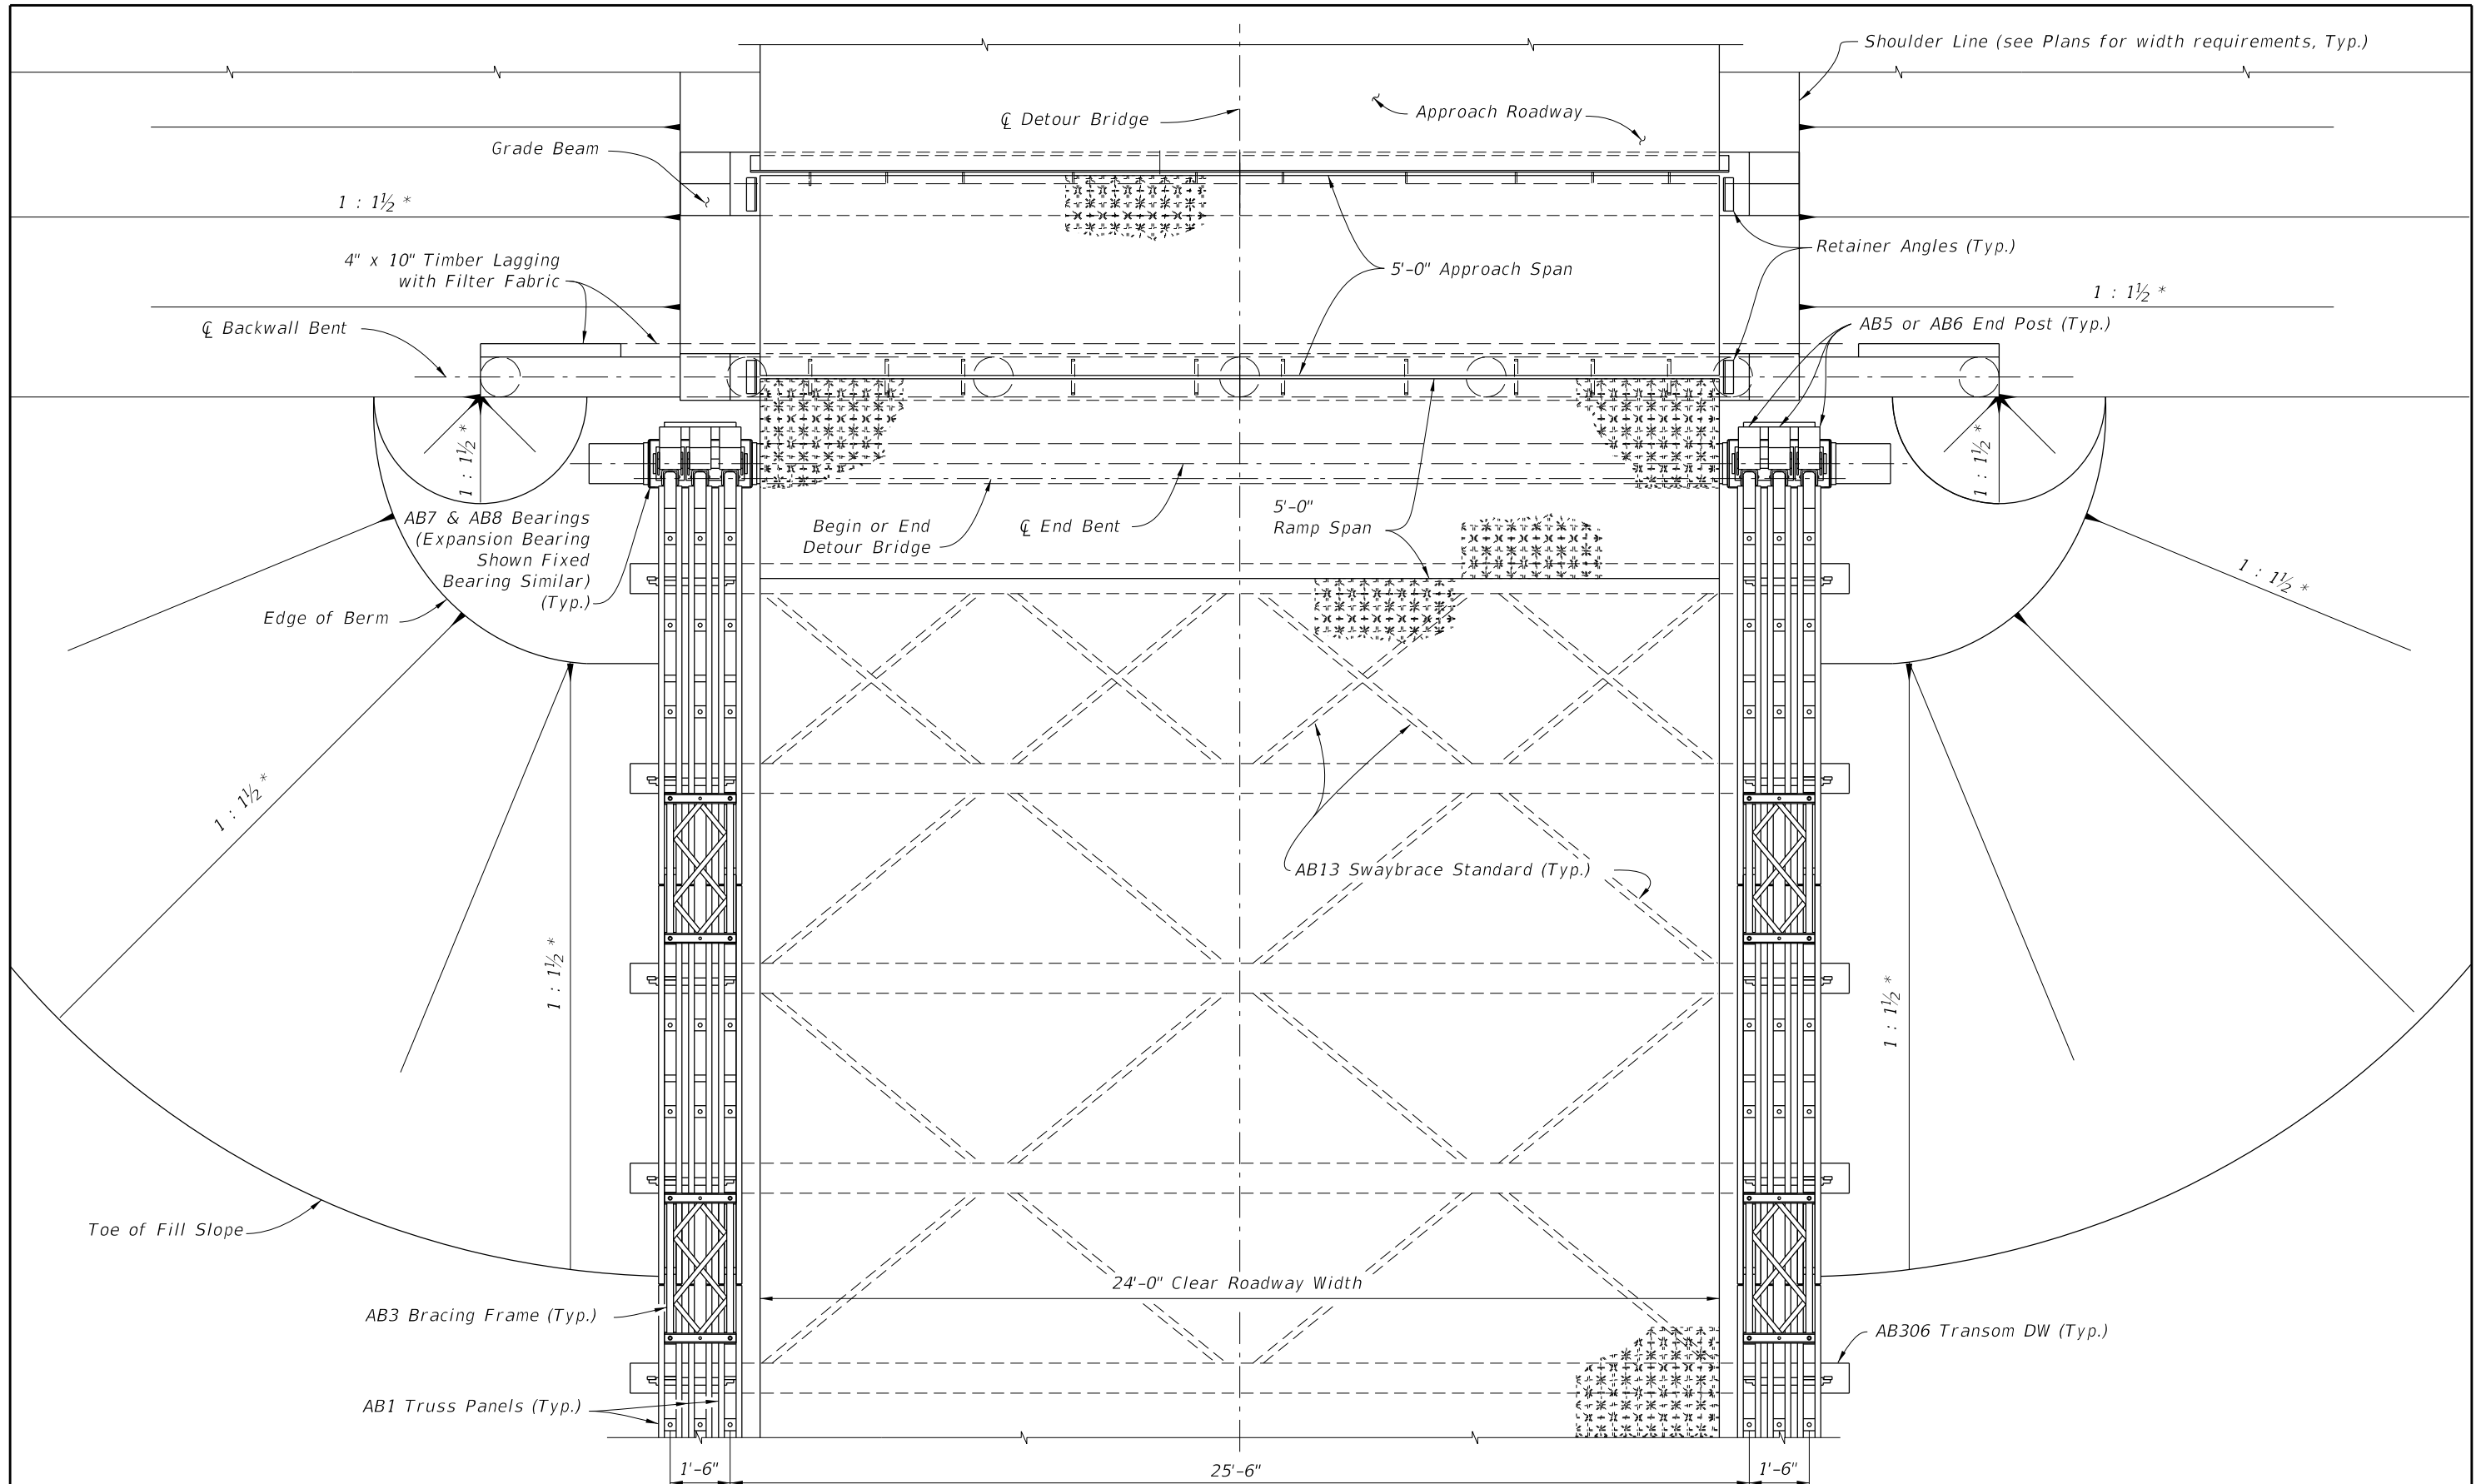 Shoulder Line (see Plans for width requirements, Typ.)
℄ Detour Bridge
Approach Roadway
Grade Beam
1 : 1½ *
Retainer Angles (Typ.)
4" x 10" Timber Lagging
with Filter Fabric
5'-0" Approach Span
1 : 1½ *
℄ Backwall Bent
AB5 or AB6 End Post (Typ.)
1 : 1½ *
1 : 1½ *
AB7 & AB8 Bearings
(Expansion Bearing
Shown Fixed
Bearing Similar)
(Typ.)
Begin or End
Detour Bridge
℄ End Bent
5'-0"
Ramp Span
1 : 1½ *
Edge of Berm
1 : 1½ *
AB13 Swaybrace Standard (Typ.)
1 : 1½ *
1 : 1½ *
Toe of Fill Slope
24'-0" Clear Roadway Width
AB3 Bracing Frame (Typ.)
AB306 Transom DW (Typ.)
AB1 Truss Panels (Typ.)
1'-6"
25'-6"
1'-6"